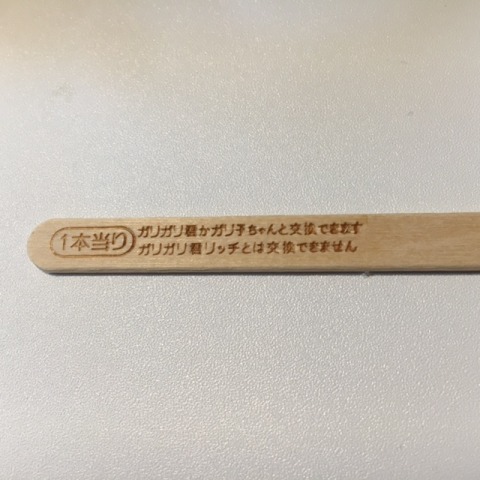 1本当り
ガリガリ君かガリ子ちゃんと交換できます
ガリガリ君リッチとは交換できません